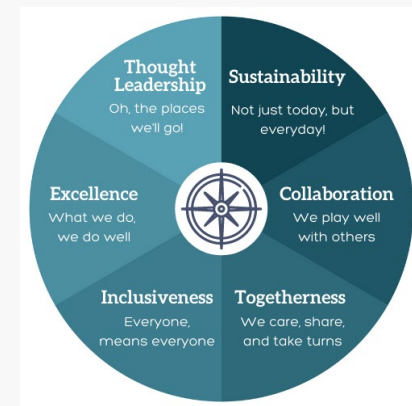 Thought
Leadership
Oh, the places
we'll go!
Sustainability
Not just today, but
everyday!
Collaboration
We play well
with others
Togetherness
We care, share,
and take turns
Inclusiveness
Everyone,
means everyone
Excellence
What we do,
we do well